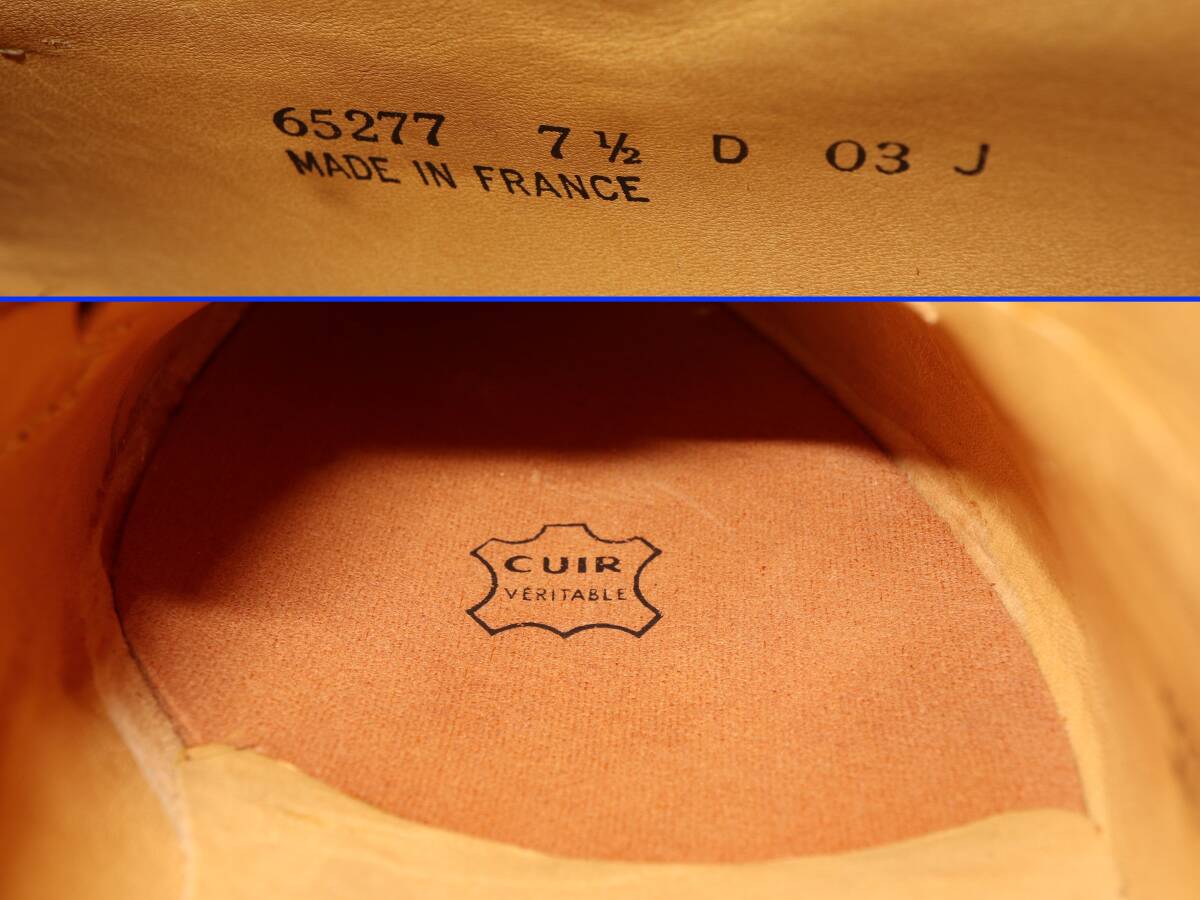 65277 7 ½ D 03 J
MADE IN FRANCE
CUIR
VÉRITABLE